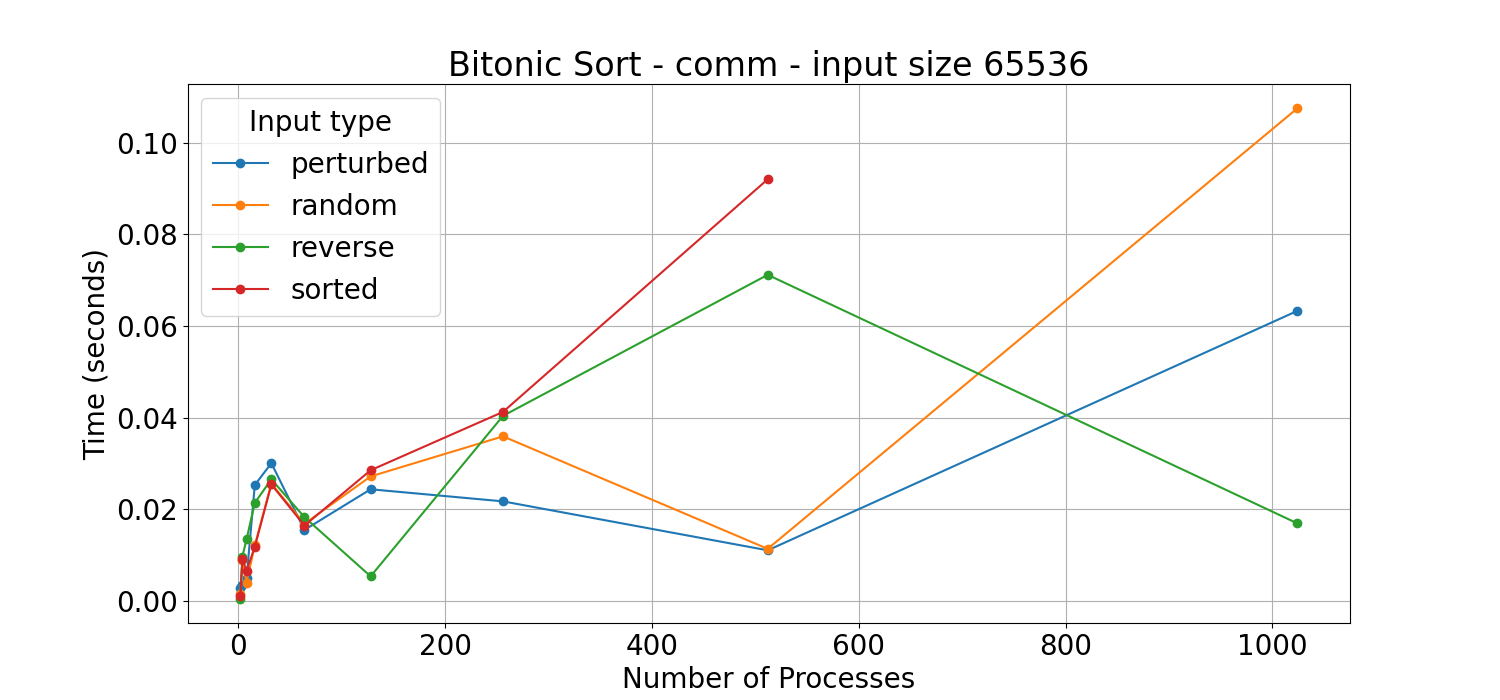 Bitonic Sort - comm - input size 65536
Input type
perturbed
random
reverse
sorted
0.10
0.08
0.06
0.04
0.02
0.00
Time (seconds)
0 200 400 600 800 1000
Number of Processes